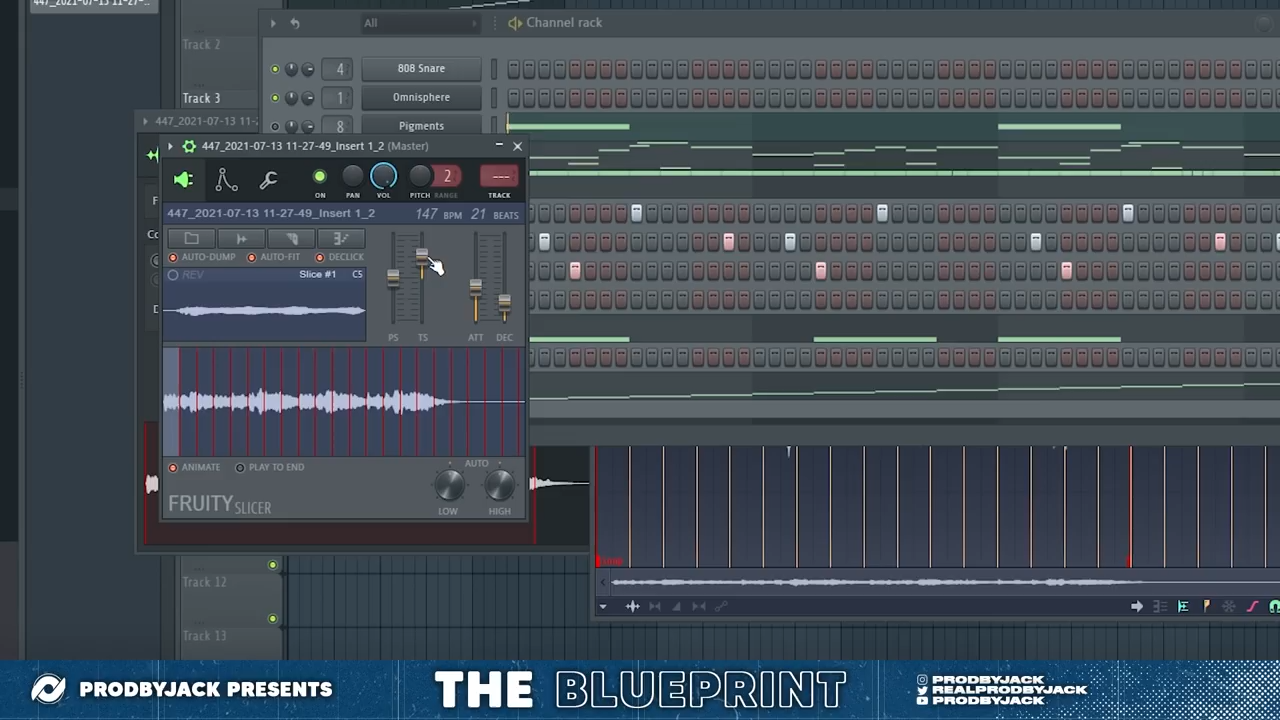 447_2021-07-13 11-27-49-...
Track 2
All
Channel rack
4
808 Snare
Track 3
1
Omnisphere
447_2021-07-13 11-2
8
Pigments
447_2021-07-13 11-27-49_Insert 1_2 (Master)
2
---
ON
PAN
VOL
PITCH
RANGE
TRACK
447_2021-07-13 11-27-49_Insert 1_2
147 BPM
21 BEATS
AUTO-DUMP
AUTO-FIT
DECLICK
REV
Slice #1
C5
PS
TS
ATT
DEC
ANIMATE
PLAY TO END
AUTO
FRUITY SLICER
LOW
HIGH
Track 12
Track 13
PRODBYJACK PRESENTS
THE BLUEPRINT
PRODBYJACK
REALPRODBYJACK
PRODBYJACK